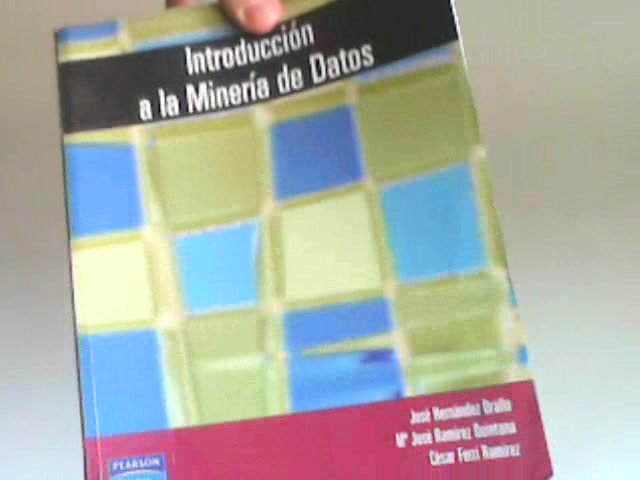 Introducción
a la Minería de Datos
José Hernández Orallo
Mª José Ramírez Quintana
César Ferri Ramírez
PEARSON